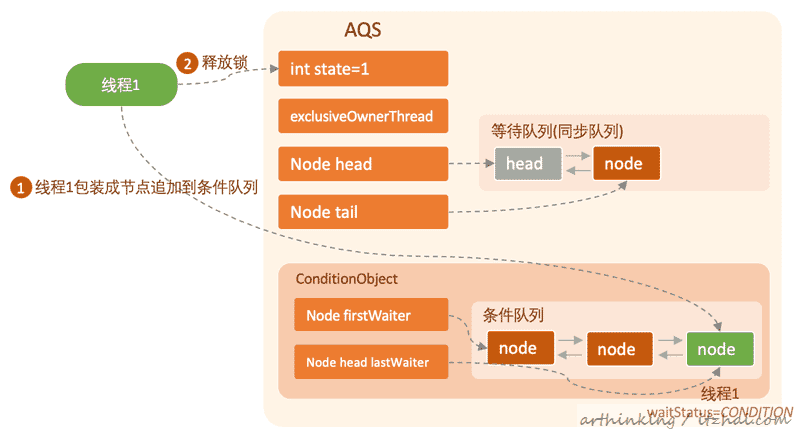 AQS
2 释放锁
线程1
int state=1
exclusiveOwnerThread
等待队列(同步队列)
Node head
head
node
1 线程1包装成节点追加到条件队列
Node tail
ConditionObject
Node firstWaiter
条件队列
node
node
node
Node head lastWaiter
线程1
waitStatus=CONDITION
arthinking / itzhai.com